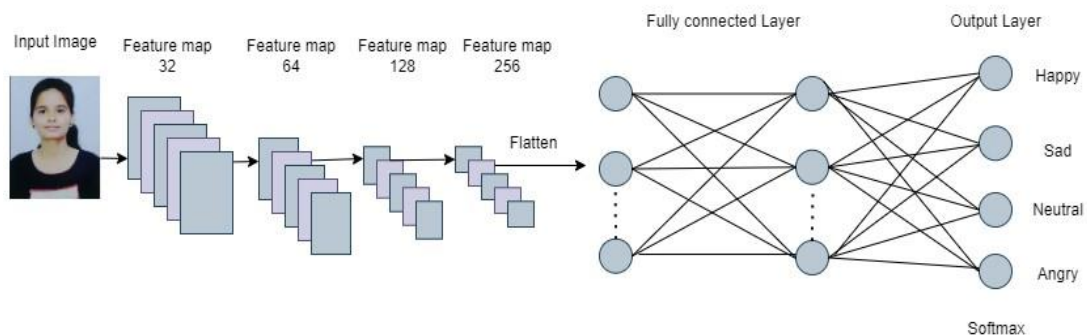 Input Image
Feature map
32
Feature map
64
Feature map
128
Feature map
256
Flatten
Fully connected Layer
Output Layer
Happy
Sad
Neutral
Angry
Softmax